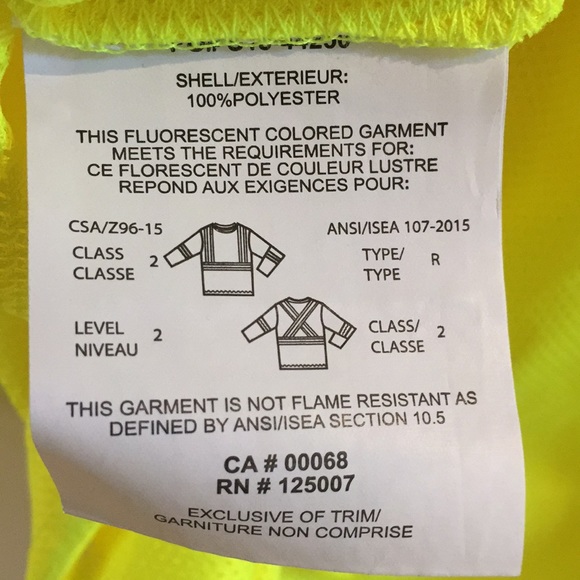 SHELL/EXTERIEUR:
100%POLYESTER
THIS FLUORESCENT COLORED GARMENT
MEETS THE REQUIREMENTS FOR:
CE FLORESCENT DE COULEUR LUSTRE
REPOND AUX EXIGENCES POUR:
CSA/Z96-15
CLASS
CLASSE 2
LEVEL
NIVEAU 2
ANSI/ISEA 107-2015
TYPE/
TYPE R
CLASS/
CLASSE 2
THIS GARMENT IS NOT FLAME RESISTANT AS
DEFINED BY ANSI/ISEA SECTION 10.5
CA # 00068
RN # 125007
EXCLUSIVE OF TRIM/
GARNITURE NON COMPRISE